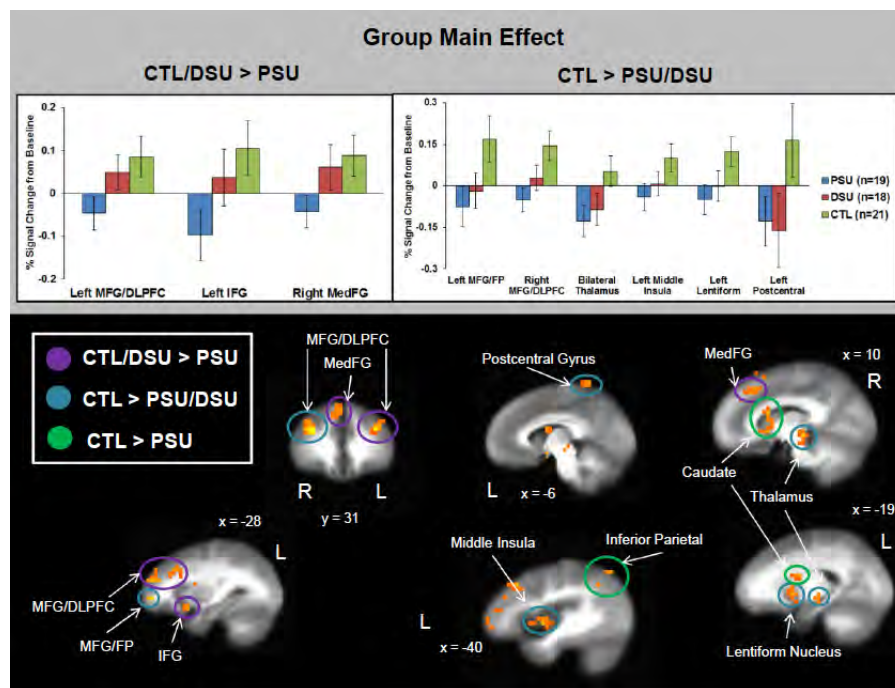 Group Main Effect
CTL/DSU > PSU
CTL > PSU/DSU
% Signal Change from Baseline
0.2
0.1
0
-0.1
-0.2
Left MFG/DLPFC
Left IFG
Right MedFG
% Signal Change from Baseline
0.3
0.15
0
-0.15
-0.3
Left MFG/FP
Right
MFG/DLPFC
Bilateral
Thalamus
Left Middle
Insula
Left
Lentiform
Left
Postcentral
PSU (n=19)
DSU (n=18)
CTL (n=21)
CTL/DSU > PSU
CTL > PSU/DSU
CTL > PSU
MFG/DLPFC
MedFG
R
L
y = 31
Postcentral Gyrus
L
x = -6
MedFG
x = 10
R
Caudate
Thalamus
x = -28
L
MFG/DLPFC
MFG/FP
IFG
Middle Insula
Inferior Parietal
L
x = -40
x = -19
L
Lentiform Nucleus